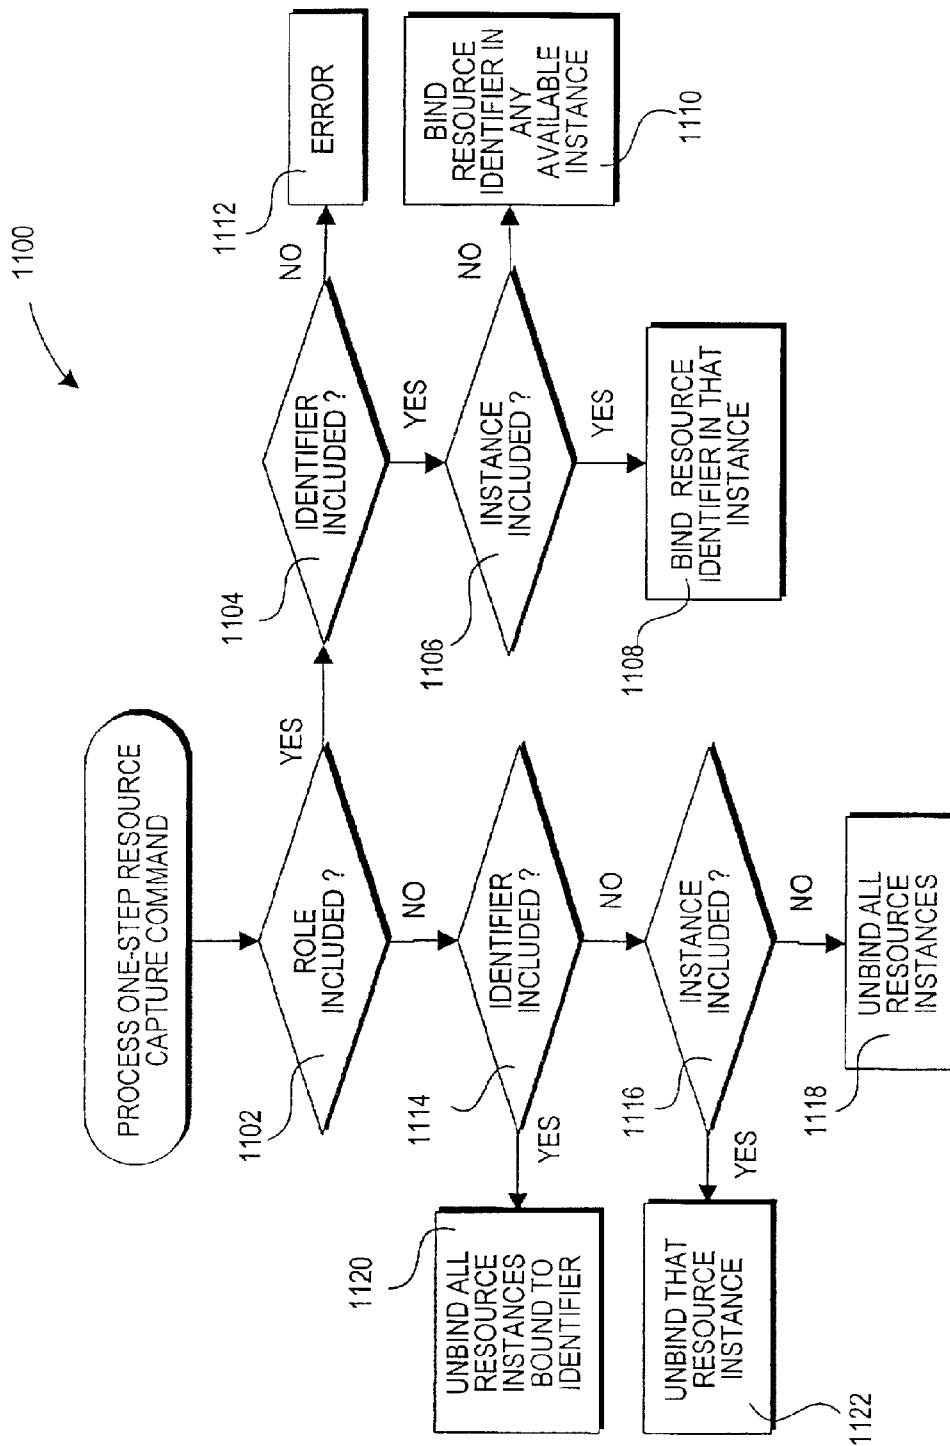 1100
PROCESS ONE-STEP RESOURCE
CAPTURE COMMAND
1102
ROLE
INCLUDED ?
YES
NO
1104
IDENTIFIER
INCLUDED ?
NO
YES
1112
ERROR
1106
INSTANCE
INCLUDED ?
NO
YES
BIND
RESOURCE
IDENTIFIER IN
ANY
AVAILABLE
INSTANCE
1110
1108
BIND RESOURCE
IDENTIFIER IN THAT
INSTANCE
1114
IDENTIFIER
INCLUDED ?
YES
NO
1120
UNBIND ALL
RESOURCE
INSTANCES
BOUND TO
IDENTIFIER
1116
INSTANCE
INCLUDED ?
YES
NO
UNBIND THAT
RESOURCE
INSTANCE
1122
1118
UNBIND ALL
RESOURCE
INSTANCES